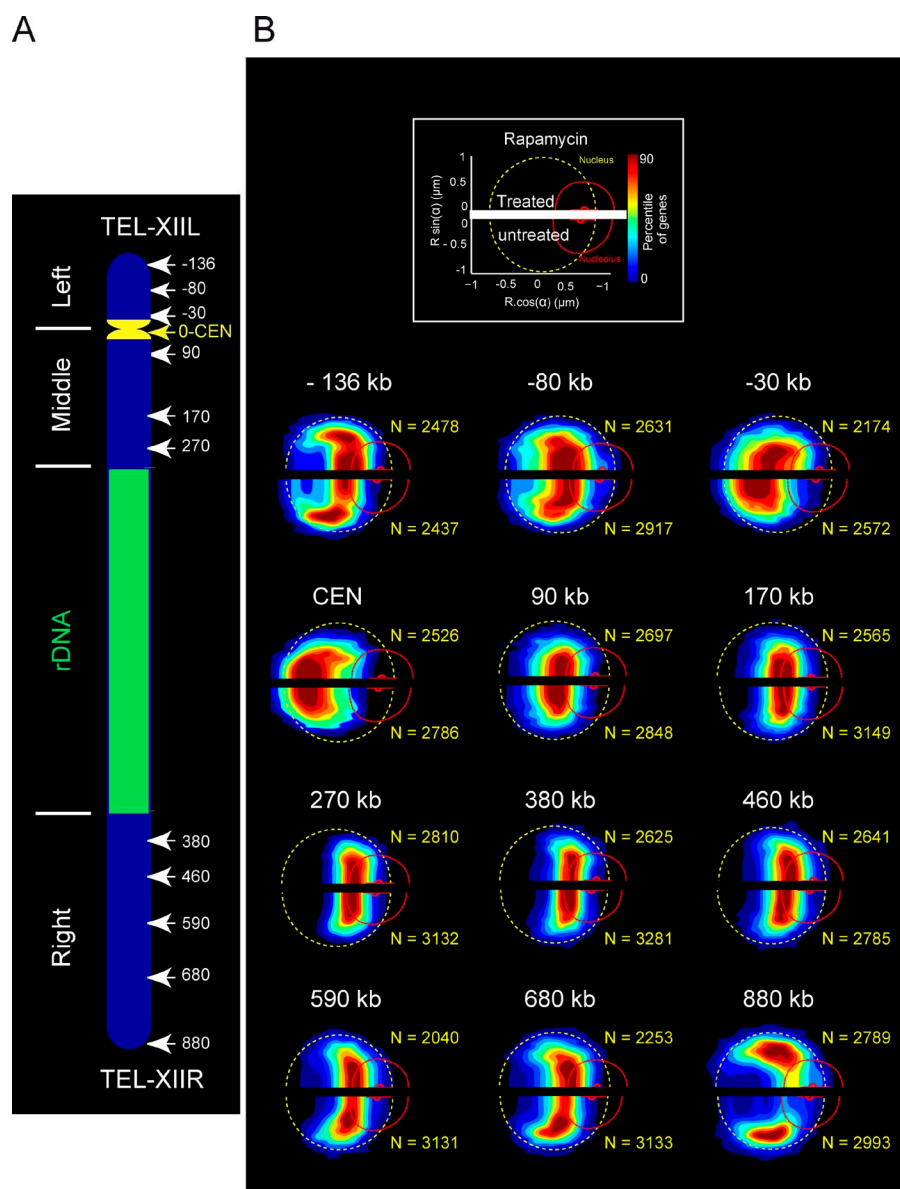 A
B
TEL-XIIL
Left
Middle
rDNA
Right
-136
-80
-30
0-CEN
90
170
270
380
460
590
680
880
TEL-XIIR
Rapamycin
Nucleus
Treated
untreated
Nucleolus
R sin(α) (µm)
1
0.5
0
0
- 0.5
-1
−1 −0.5 0 0.5 −1
R.cos(α) (µm)
90
0
Percentile
of genes
- 136 kb
N = 2478
N = 2437
-80 kb
N = 2631
N = 2917
-30 kb
N = 2174
N = 2572
CEN
N = 2526
N = 2786
90 kb
N = 2697
N = 2848
170 kb
N = 2565
N = 3149
270 kb
N = 2810
N = 3132
380 kb
N = 2625
N = 3281
460 kb
N = 2641
N = 2785
590 kb
N = 2040
N = 3131
680 kb
N = 2253
N = 3133
880 kb
N = 2789
N = 2993